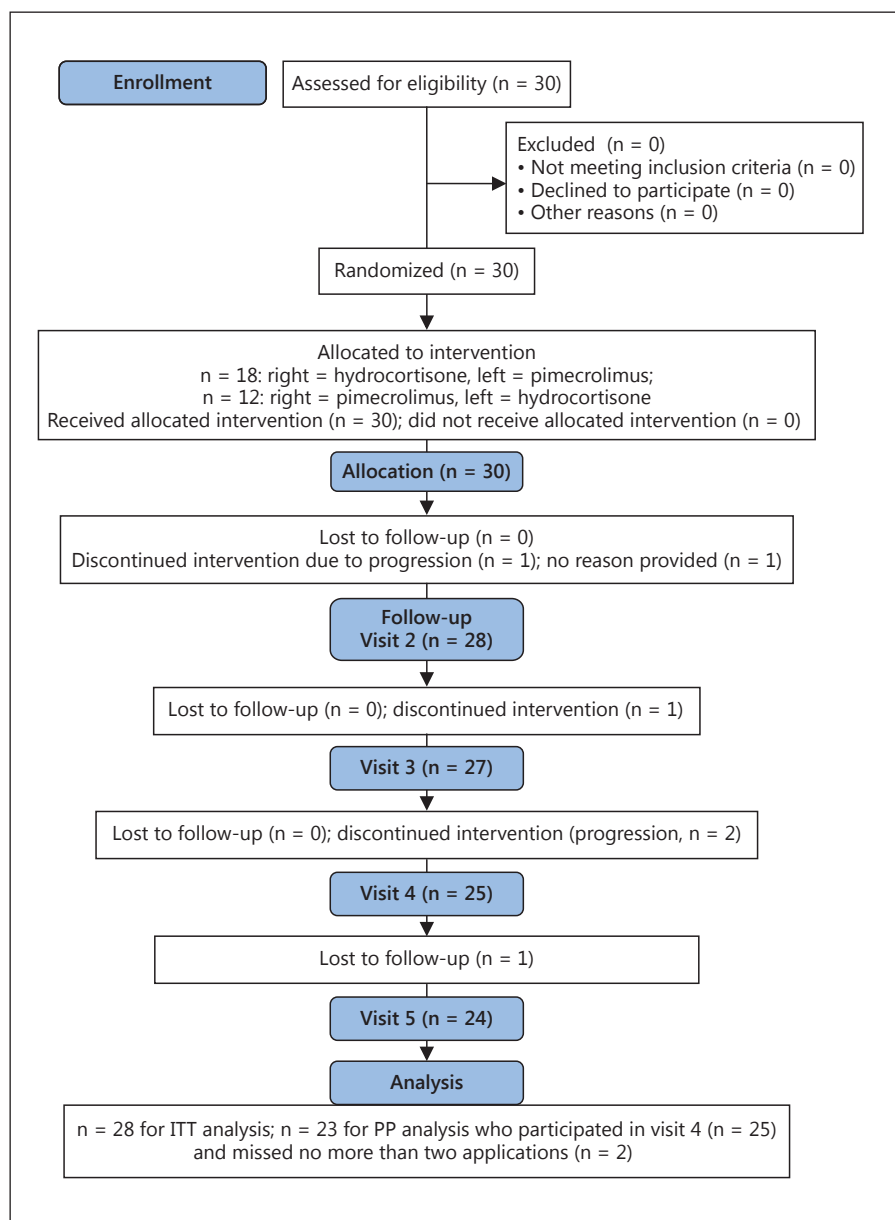 Enrollment
Assessed for eligibility (n = 30)
Excluded (n = 0)
• Not meeting inclusion criteria (n = 0)
• Declined to participate (n = 0)
• Other reasons (n = 0)
Randomized (n = 30)
Allocated to intervention
n = 18: right = hydrocortisone, left = pimecrolimus;
n = 12: right = pimecrolimus, left = hydrocortisone
Received allocated intervention (n = 30); did not receive allocated intervention (n = 0)
Allocation (n = 30)
Lost to follow-up (n = 0)
Discontinued intervention due to progression (n = 1); no reason provided (n = 1)
Follow-up
Visit 2 (n = 28)
Lost to follow-up (n = 0); discontinued intervention (n = 1)
Visit 3 (n = 27)
Lost to follow-up (n = 0); discontinued intervention (progression, n = 2)
Visit 4 (n = 25)
Lost to follow-up (n = 1)
Visit 5 (n = 24)
Analysis
n = 28 for ITT analysis; n = 23 for PP analysis who participated in visit 4 (n = 25)
and missed no more than two applications (n = 2)